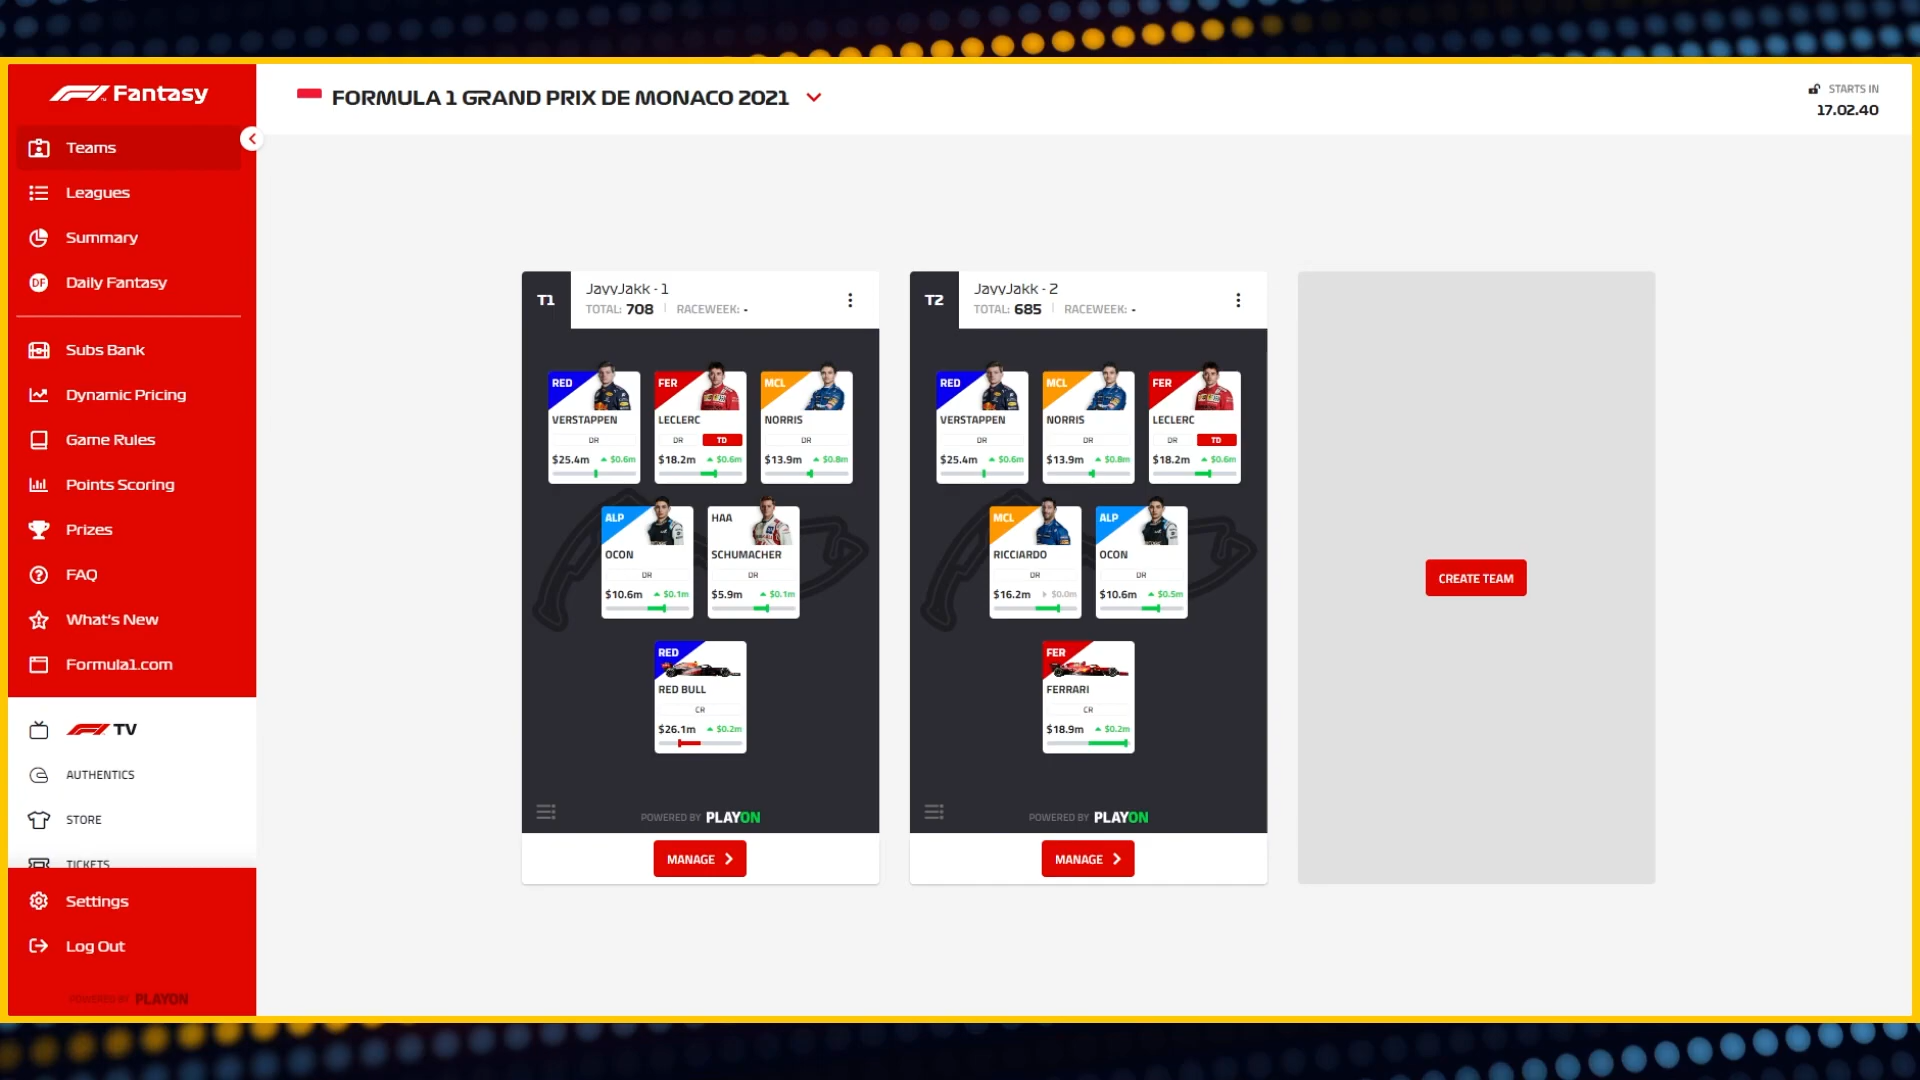 F1 Fantasy
Teams
Leagues
Summary
DF Daily Fantasy
Subs Bank
Dynamic Pricing
Game Rules
Points Scoring
Prizes
FAQ
What's New
Formula1.com
F1 TV
AUTHENTICS
STORE
TICKETS
Settings
Log Out
POWERED BY PLAYON
FORMULA 1 GRAND PRIX DE MONACO 2021
STARTS IN
17.02.40
T1
JayyJakk - 1
TOTAL: 708 RACEWEEK: -
RED
VERSTAPPEN
DR
$25.4m $0.6m
FER
LECLERC
DR TD
$18.2m $0.6m
MCL
NORRIS
DR
$13.9m $0.8m
ALP
OCON
DR
$10.6m $0.1m
HAA
SCHUMACHER
DR
$5.9m $0.1m
RED
RED BULL
CR
$26.1m $0.2m
POWERED BY PLAYON
MANAGE
T2
JayyJakk - 2
TOTAL: 685 RACEWEEK: -
RED
VERSTAPPEN
DR
$25.4m $0.6m
MCL
NORRIS
DR
$13.9m $0.8m
FER
LECLERC
DR TD
$18.2m $0.6m
MCL
RICCIARDO
DR
$16.2m $0.0m
ALP
OCON
DR
$10.6m $0.5m
FER
FERRARI
CR
$18.9m $0.2m
POWERED BY PLAYON
MANAGE
CREATE TEAM